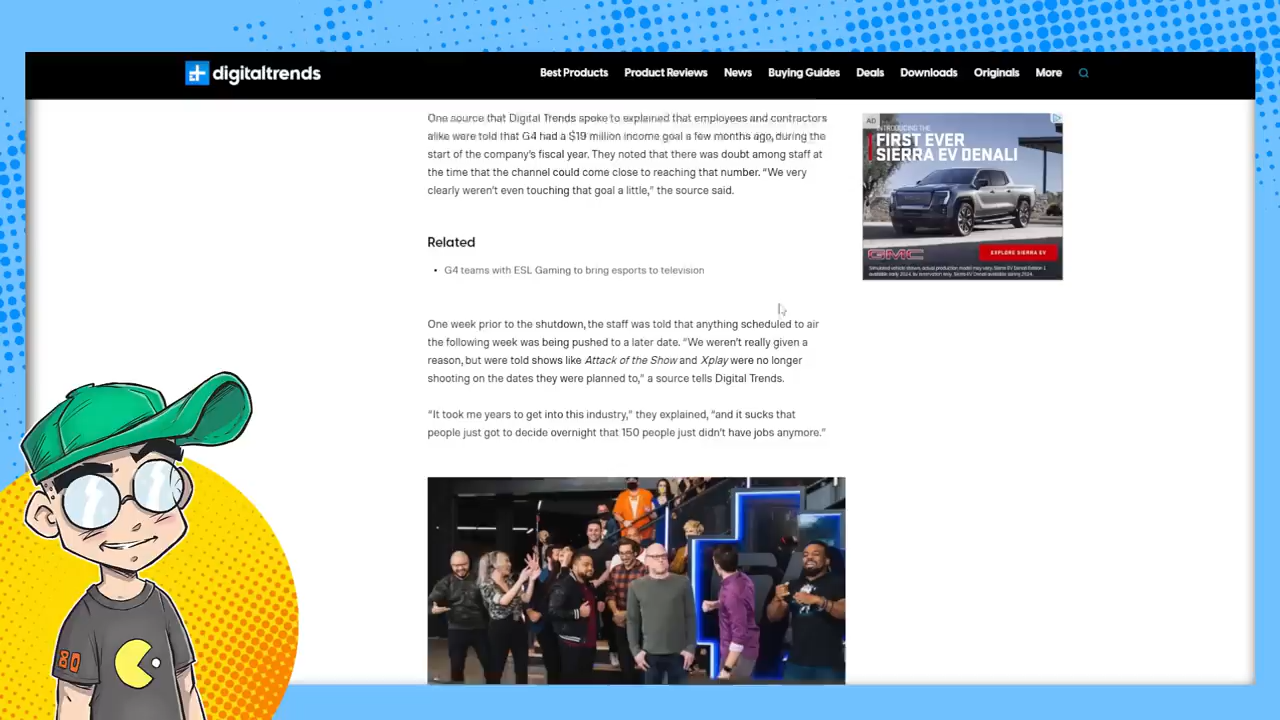 digitaltrends
Best Products Product Reviews News Buying Guides Deals Downloads Originals More
One source that Digital Trends spoke to explained that employees and contractors
alike were told that G4 had a $19 million income goal a few months ago, during the
start of the company's fiscal year. They noted that there was doubt among staff at
the time that the channel could come close to reaching that number. “We very
clearly weren't even touching that goal a little,” the source said.
AD
INTRODUCING THE
FIRST EVER
SIERRA EV DENALI
GMC
EXPLORE SIERRA EV
Related
• G4 teams with ESL Gaming to bring esports to television
One week prior to the shutdown, the staff was told that anything scheduled to air
the following week was being pushed to a later date. “We weren't really given a
reason, but were told shows like Attack of the Show and Xplay were no longer
shooting on the dates they were planned to,” a source tells Digital Trends.
“It took me years to get into this industry,” they explained, “and it sucks that
people just got to decide overnight that 150 people just didn't have jobs anymore.”
80